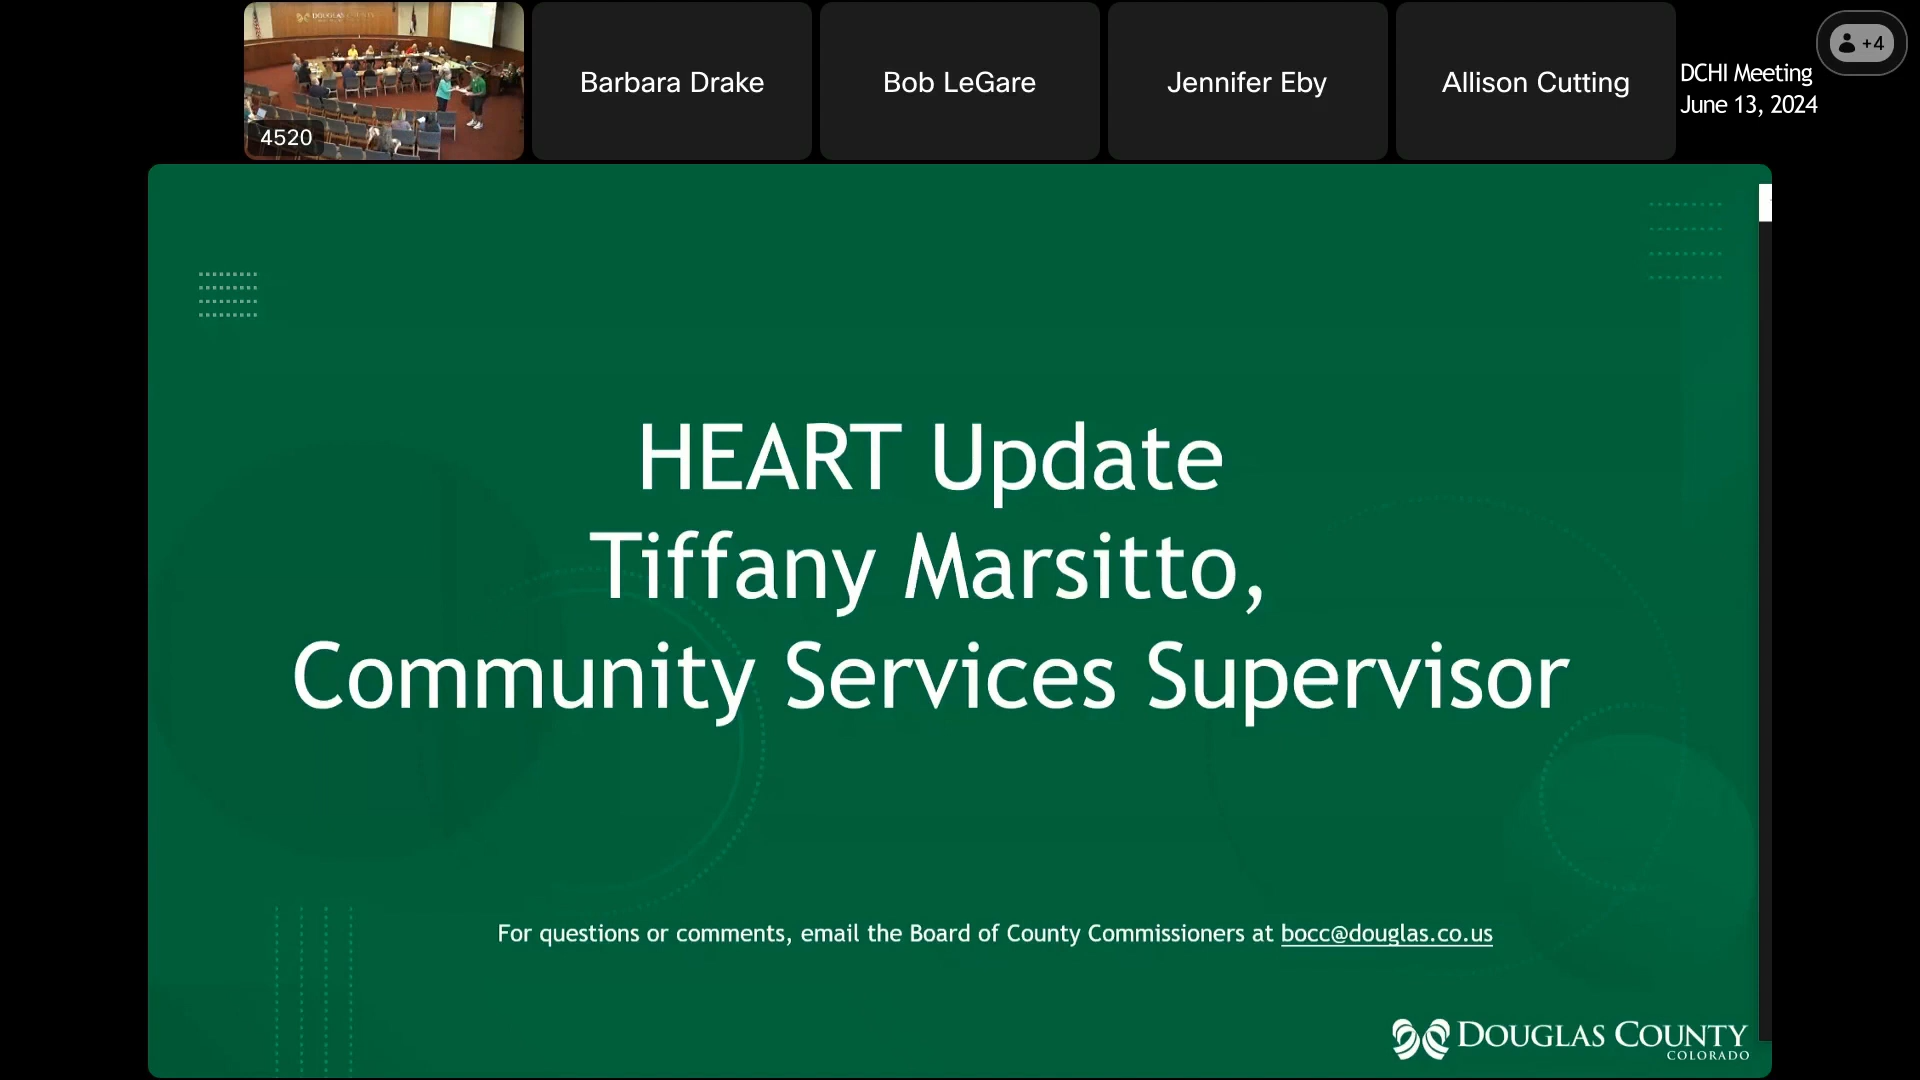 DOUGLAS COUNTY
4520
Barbara Drake
Bob LeGare
Jennifer Eby
Allison Cutting
+4
DCHI Meeting
June 13, 2024
HEART Update
Tiffany Marsitto,
Community Services Supervisor
For questions or comments, email the Board of County Commissioners at bocc@douglas.co.us
DOUGLAS COUNTY
COLORADO